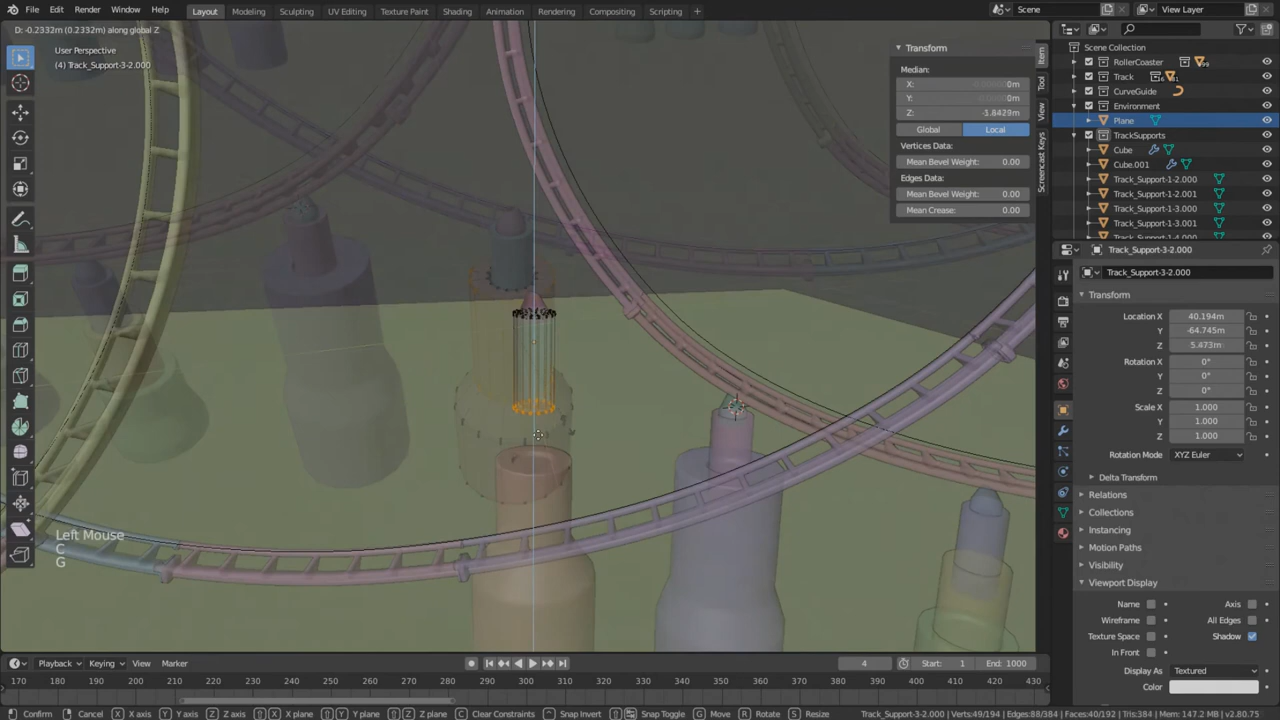 File Edit Render Window Help Layout Modeling Sculpting UV Editing Texture Paint Shading Animation Rendering Compositing Scripting + Scene View Layer
D: -0.2332m (0.2332m) along global Z
User Perspective
(4) Track_Support-3-2.000
Transform
Median:
X: 0m
Y: 0m
Z: -1.8429m
Global Local
Vertices Data:
Mean Bevel Weight: 0.00
Edges Data:
Mean Bevel Weight: 0.00
Mean Crease: 0.00
Item
Tool
View
Screencast Keys
Scene Collection
RollerCoaster
Track
CurveGuide
Environment
Plane
TrackSupports
Cube
Cube.001
Track_Support-1-2.000
Track_Support-1-2.001
Track_Support-1-3.000
Track_Support-1-3.001
Track_Support-1-4.000
Track_Support-3-2.000
Track_Support-3-2.000
Transform
Location X 40.194m
Y -64.745m
Z 5.473m
Rotation X 0°
Y 0°
Z 0°
Scale X 1.000
Y 1.000
Z 1.000
Rotation Mode XYZ Euler
Delta Transform
Relations
Collections
Instancing
Motion Paths
Visibility
Viewport Display
Name Axis
Wireframe All Edges
Texture Space Shadow
In Front
Display As Textured
Color
Left Mouse
C
G
Playback Keying View Marker 4 Start: 1 End: 1000
170 180 190 200 210 220 230 240 250 260 270 280 290 300 310 320 330 340 350 360 370 380 390 400 410 420 430
Confirm Cancel X X axis Y Y axis Z Z axis X X plane Y Y plane Z Z plane C Clear Constraints Snap Invert Snap Toggle G Move R Rotate S Resize Track_Support-3-2.000 | Verts:49/194 | Edges:88/384 | Faces:40/192 | Tris:384 | Mem: 147.2 MB | v2.80.75